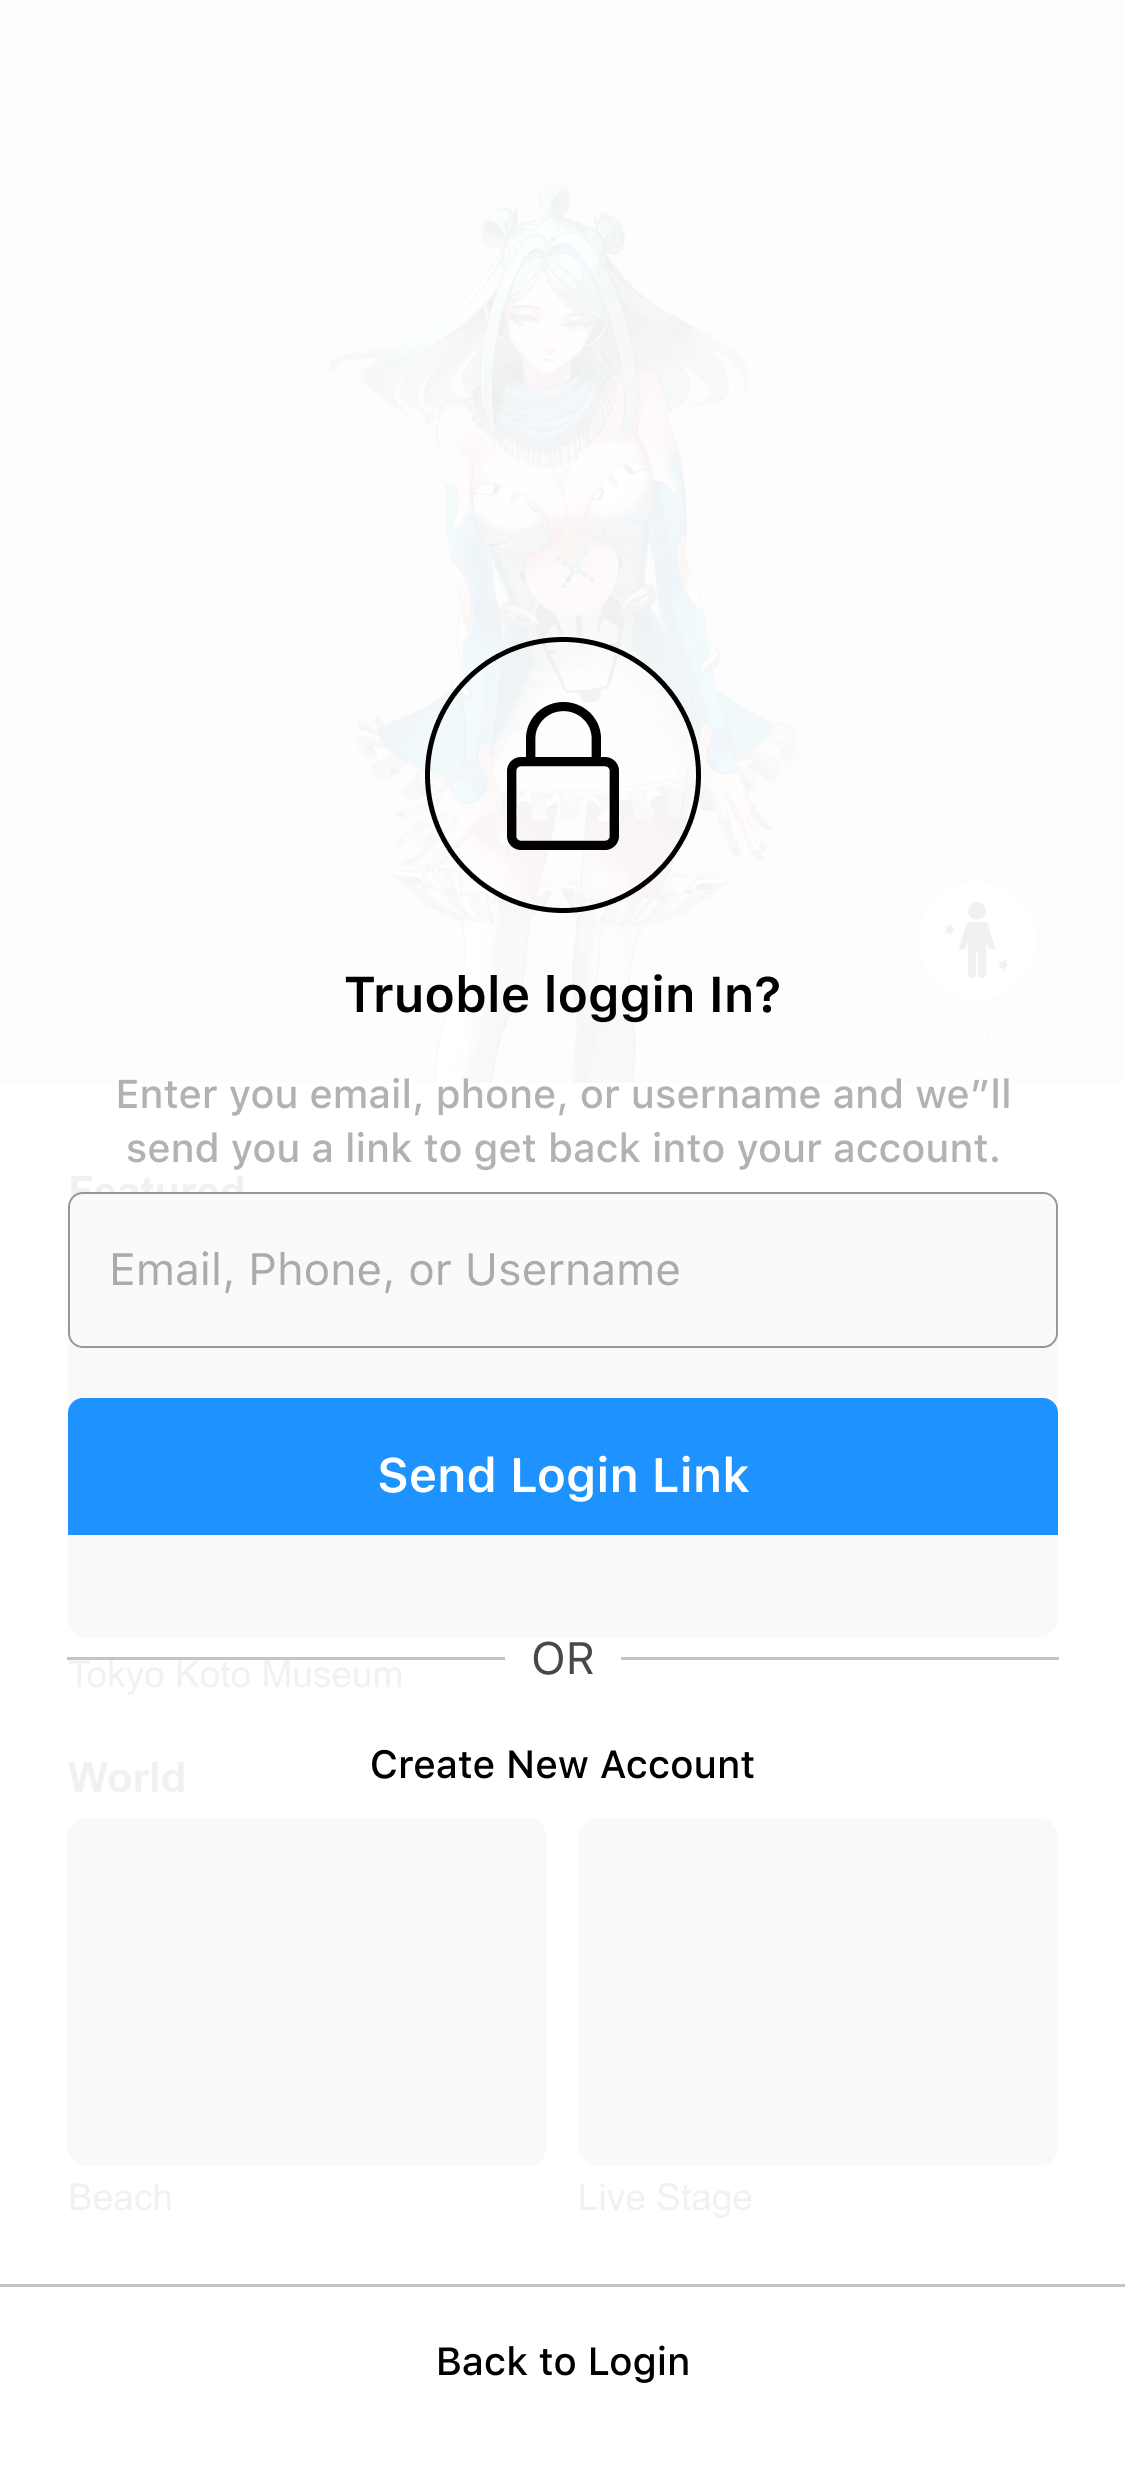 Truoble loggin In?
Enter you email, phone, or username and we”ll
send you a link to get back into your account.
Featured
Email, Phone, or Username
Send Login Link
OR
Tokyo Koto Museum
Create New Account
World
Beach
Live Stage
Back to Login